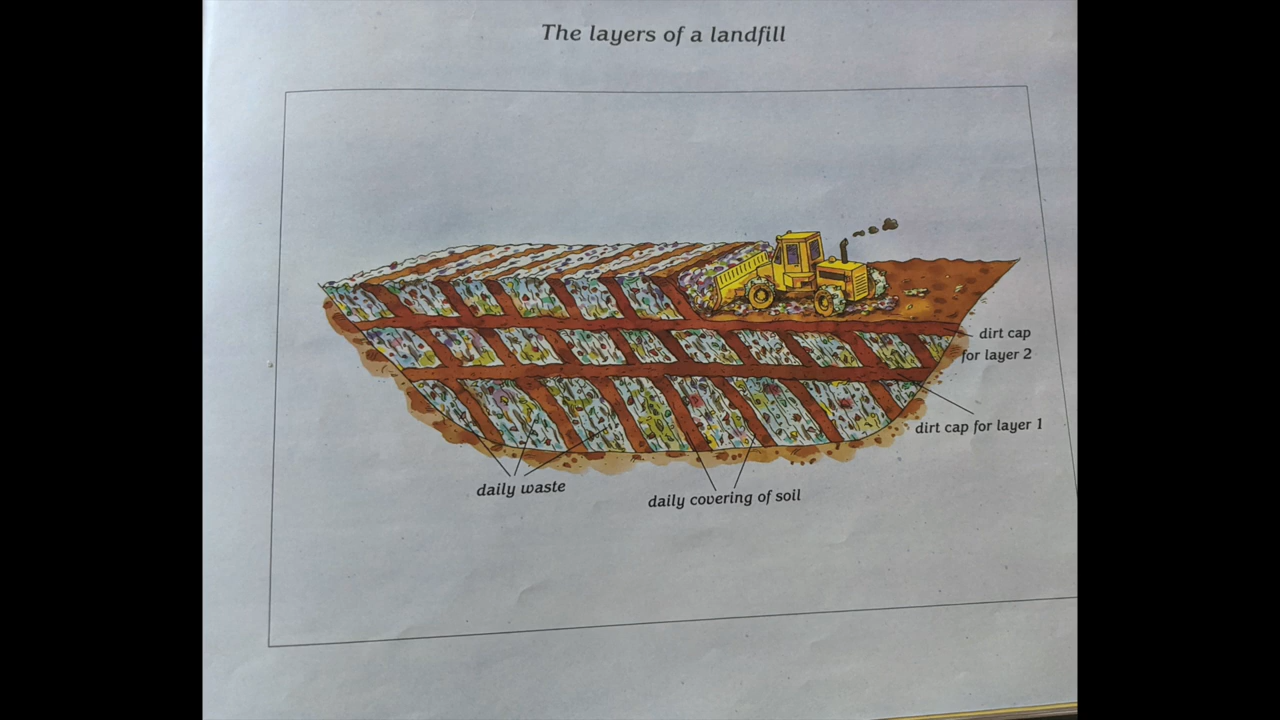 The layers of a landfill
dirt cap
for layer 2
dirt cap for layer 1
daily waste
daily covering of soil